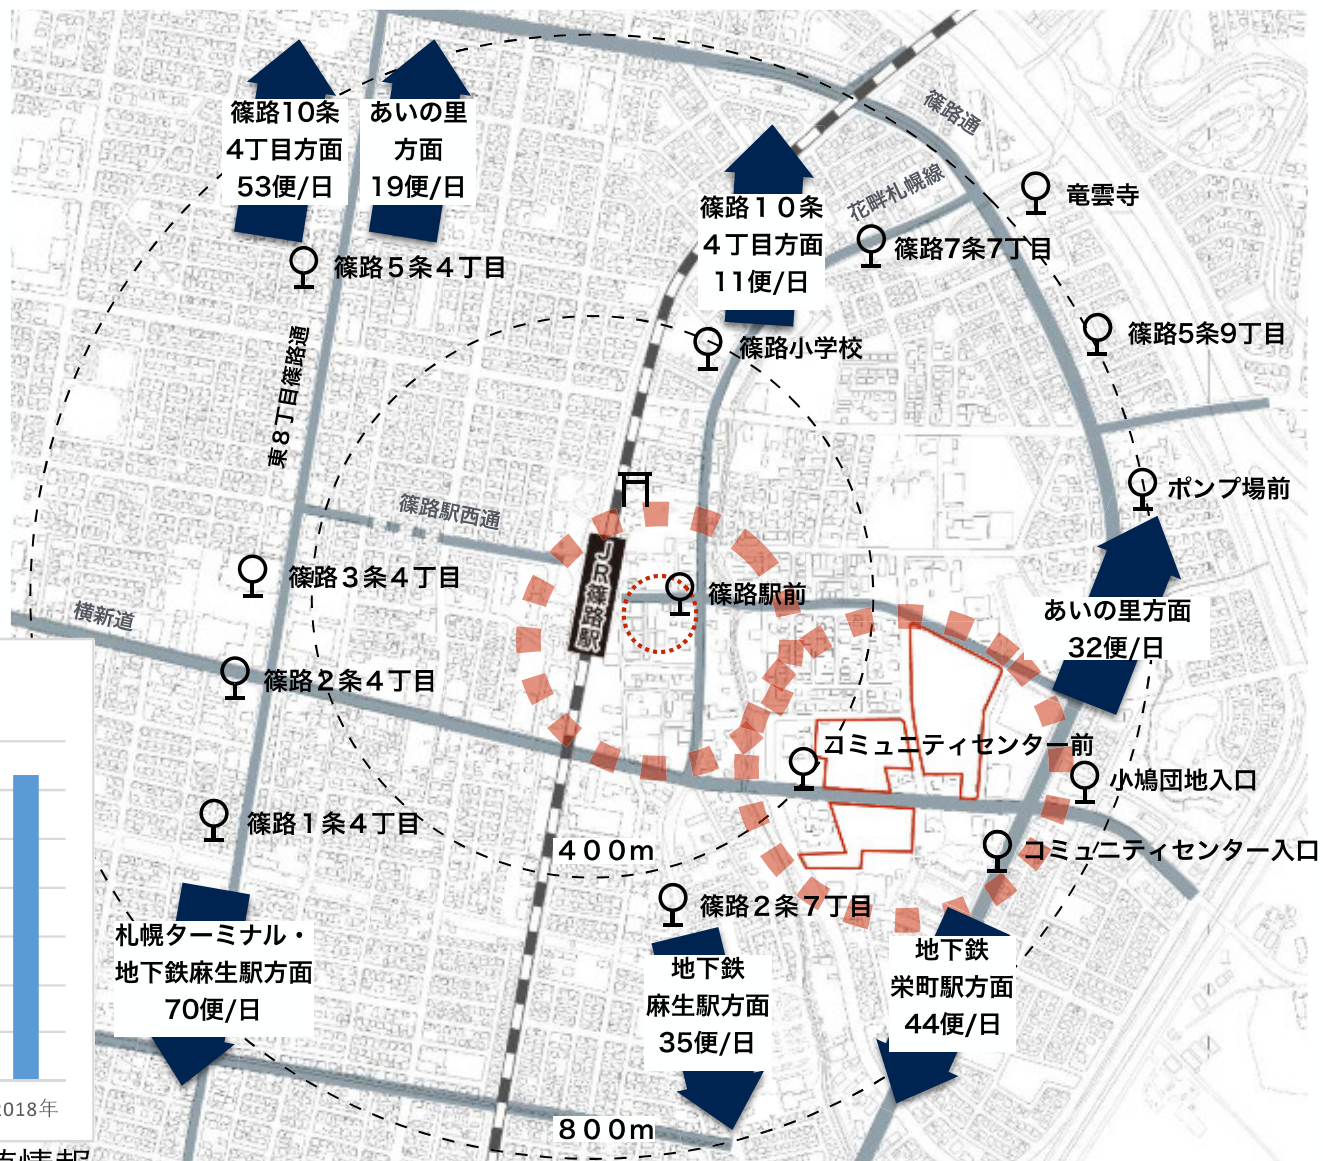 篠路10条
4丁目方面
53便/日
あいの里
方面
19便/日
篠路通
篠路１０条
４丁目方面
11便/日
花畔札幌線
竜雲寺
篠路7条7丁目
篠路５条４丁目
篠路小学校
篠路5条9丁目
東８丁目篠路通
篠路駅西通
ポンプ場前
ＪＲ篠路駅
篠路３条４丁目
篠路駅前
横新道
あいの里方面
32便/日
篠路２条４丁目
コミュニティセンター前
小鳩団地入口
篠路１条４丁目
400m
コミュニティセンター入口
篠路２条７丁目
札幌ターミナル・
地下鉄麻生駅方面
70便/日
地下鉄
麻生駅方面
35便/日
地下鉄
栄町駅方面
44便/日
2018年
800m